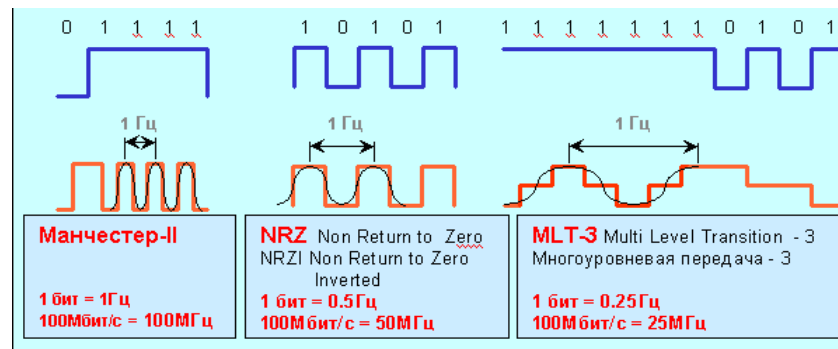 0 1 1 1 1
1 0 1 0 1
1 1 1 1 1 1 0 1 0 1
1 Гц
1 Гц
1 Гц
Манчестер-II
1 бит = 1Гц
100Мбит/с = 100МГц
NRZ Non Return to Zero
NRZI Non Return to Zero
Inverted
1 бит = 0.5Гц
100Мбит/с = 50МГц
MLT-3 Multi Level Transition - 3
Многоуровневая передача - 3
1 бит = 0.25Гц
100Мбит/с = 25МГц